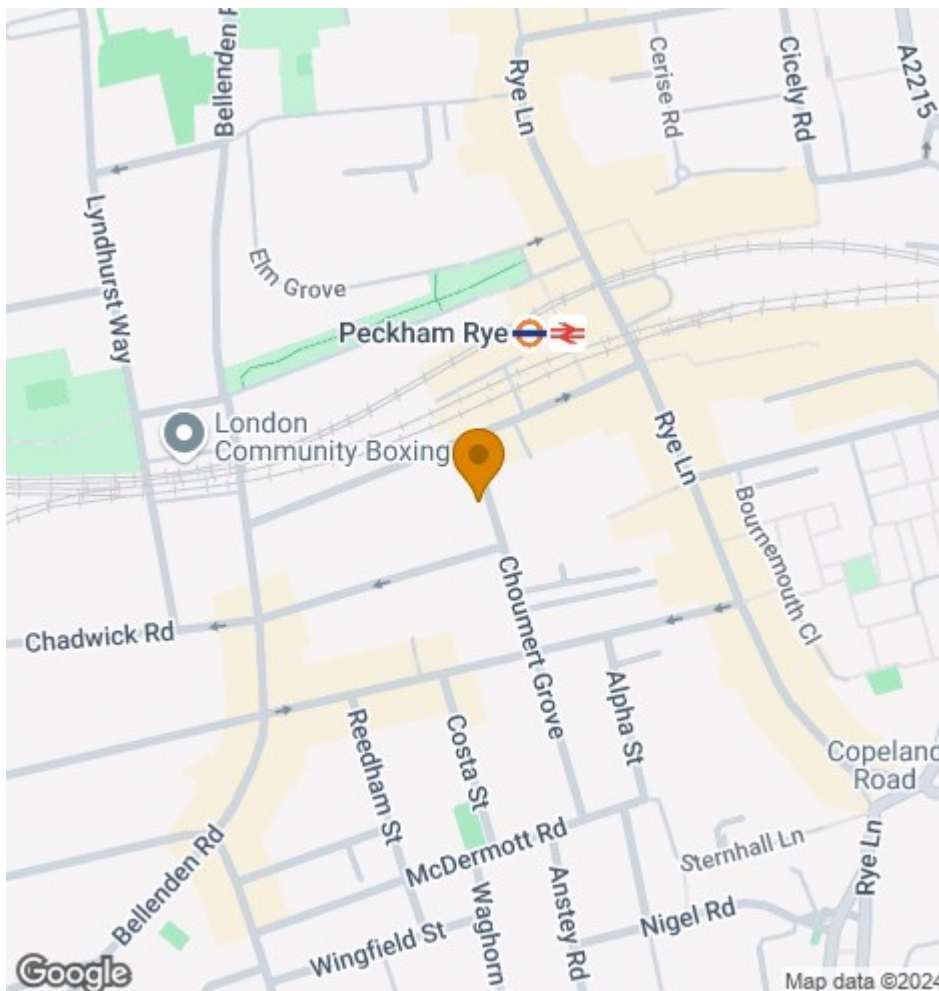 Bellenden R
Rye Ln
Cerise Rd
Cicely Rd
A2215
Lyndhurst Way
Elm Grove
Peckham Rye
London
Community Boxing
Rye Ln
Bournemouth Cl
Choumert Grove
Chadwick Rd
Alpha St
Reedham St
Costa St
Copeland
Road
McDermott Rd
Sternhall Ln
Rye Ln
Bellenden Rd
Waghorn
Anstey Rd
Nigel Rd
Wingfield St
Google
Map data ©2024